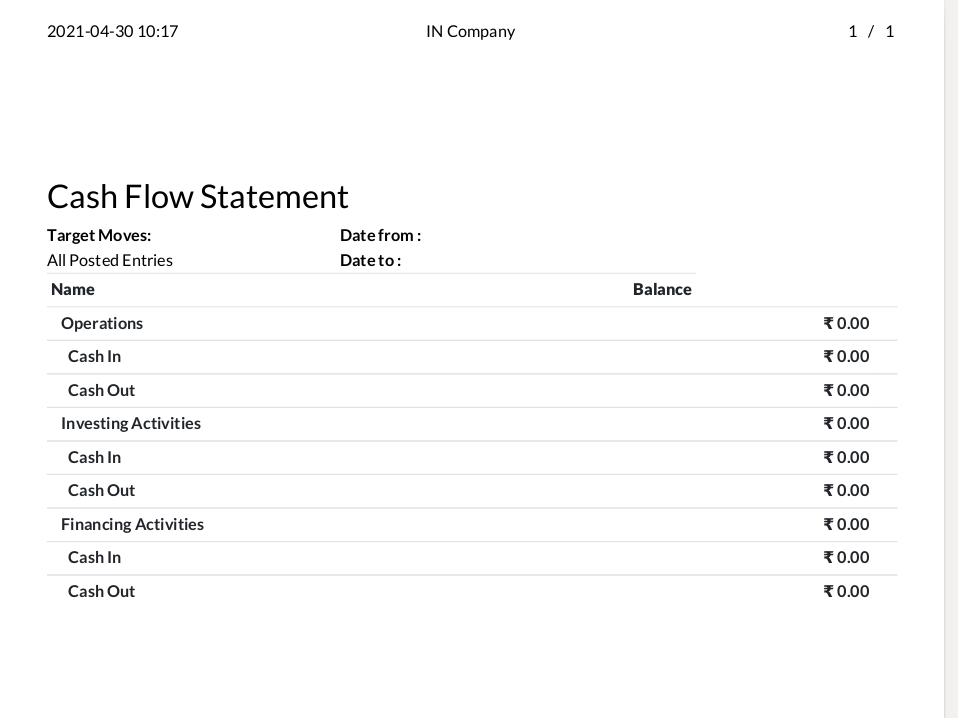 2021-04-30 10:17 IN Company 1 / 1
Cash Flow Statement
Target Moves: Date from :
All Posted Entries Date to :
Name Balance
Operations ₹ 0.00
Cash In ₹ 0.00
Cash Out ₹ 0.00
Investing Activities ₹ 0.00
Cash In ₹ 0.00
Cash Out ₹ 0.00
Financing Activities ₹ 0.00
Cash In ₹ 0.00
Cash Out ₹ 0.00